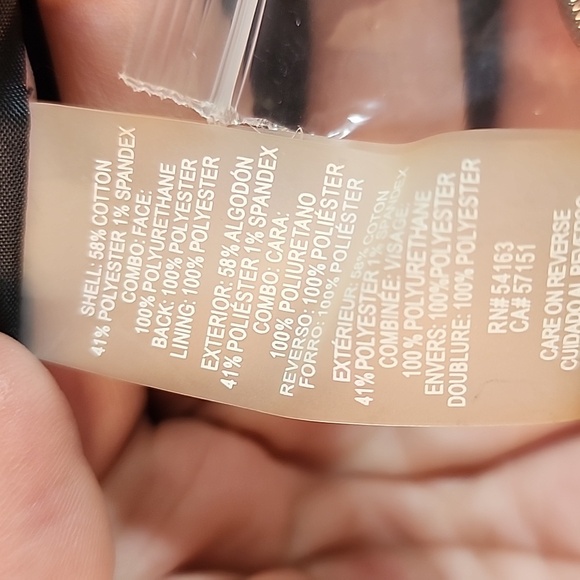 SHELL: 58% COTTON
41% POLYESTER 1% SPANDEX
COMBO: FACE:
100% POLYURETHANE
BACK: 100% POLYESTER
LINING: 100% POLYESTER
EXTERIOR: 58% ALGODÓN
41% POLIÉSTER 1% SPANDEX
COMBO: CARA:
100% POLIURETANO
REVERSO: 100% POLIÉSTER
FORRO: 100% POLIÉSTER
EXTÉRIEUR: 58% COTON
41% POLYESTER 1% SPANDEX
COMBINÉE: VISAGE:
100% POLYURETHANE
ENVERS: 100%POLYESTER
DOUBLURE: 100% POLYESTER
RN# 54163
CA# 57151
CARE ON REVERSE
CUIDADO AL